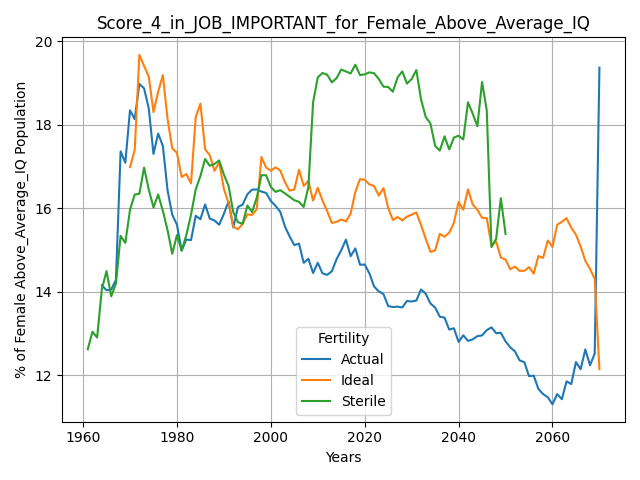 Score_4_in_JOB_IMPORTANT_for_Female_Above_Average_IQ
% of Female Above_Average_IQ Population
20
18
16
14
12
Fertility
Actual
Ideal
Sterile
1960 1980 2000 2020 2040 2060
Years